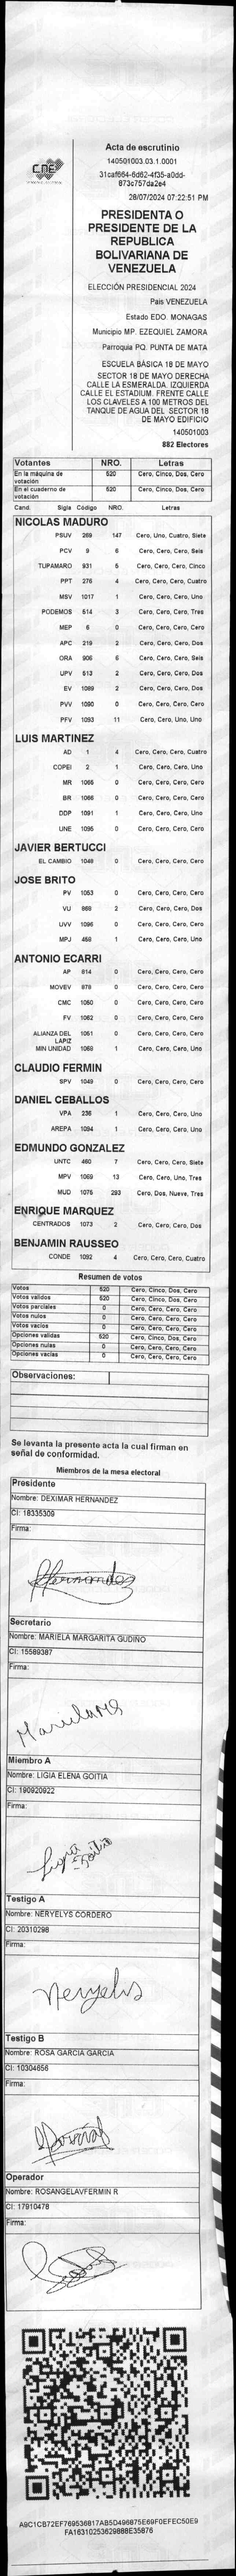 CNE
Acta de escrutinio
140501003.03.1.0001
31caf664-6d62-4f35-a0dd-
873c757da2e4
28/07/2024 07:22:51 PM
PRESIDENTA O
PRESIDENTE DE LA
REPUBLICA
BOLIVARIANA DE
VENEZUELA
ELECCIÓN PRESIDENCIAL 2024
Pais VENEZUELA
Estado EDO. MONAGAS
Municipio MP. EZEQUIEL ZAMORA
Parroquia PQ. PUNTA DE MATA
ESCUELA BÁSICA 18 DE MAYO
SECTOR 18 DE MAYO DERECHA
CALLE LA ESMERALDA. IZQUIERDA
CALLE EL ESTADIUM. FRENTE CALLE
LOS CLAVELES A 100 METROS DEL
TANQUE DE AGUA DEL SECTOR 18
DE MAYO EDIFICIO
140501003
882 Electores
Votantes NRO. Letras
En la máquina de votación 520 Cero, Cinco, Dos, Cero
En el cuaderno de votación 520 Cero, Cinco, Dos, Cero
Cand. Sigla Código NRO. Letras
NICOLAS MADURO
PSUV 269 147 Cero, Uno, Cuatro, Siete
PCV 9 6 Cero, Cero, Cero, Seis
TUPAMARO 931 5 Cero, Cero, Cero, Cinco
PPT 276 4 Cero, Cero, Cero, Cuatro
MSV 1017 1 Cero, Cero, Cero, Uno
PODEMOS 514 3 Cero, Cero, Cero, Tres
MEP 6 0 Cero, Cero, Cero, Cero
APC 219 2 Cero, Cero, Cero, Dos
ORA 906 6 Cero, Cero, Cero, Seis
UPV 513 2 Cero, Cero, Cero, Dos
EV 1089 2 Cero, Cero, Cero, Dos
PVV 1090 0 Cero, Cero, Cero, Cero
PFV 1093 11 Cero, Cero, Uno, Uno
LUIS MARTINEZ
AD 1 4 Cero, Cero, Cero, Cuatro
COPEI 2 1 Cero, Cero, Cero, Uno
MR 1065 0 Cero, Cero, Cero, Cero
BR 1066 0 Cero, Cero, Cero, Cero
DDP 1091 1 Cero, Cero, Cero, Uno
UNE 1095 0 Cero, Cero, Cero, Cero
JAVIER BERTUCCI
EL CAMBIO 1048 0 Cero, Cero, Cero, Cero
JOSE BRITO
PV 1053 0 Cero, Cero, Cero, Cero
VU 869 2 Cero, Cero, Cero, Dos
UVV 1096 0 Cero, Cero, Cero, Cero
MPJ 459 1 Cero, Cero, Cero, Uno
ANTONIO ECARRI
AP 814 0 Cero, Cero, Cero, Cero
MOVEV 878 0 Cero, Cero, Cero, Cero
CMC 1050 0 Cero, Cero, Cero, Cero
FV 1062 0 Cero, Cero, Cero, Cero
ALIANZA DEL LAPIZ 1051 0 Cero, Cero, Cero, Cero
MIN UNIDAD 1068 1 Cero, Cero, Cero, Uno
CLAUDIO FERMIN
SPV 1049 0 Cero, Cero, Cero, Cero
DANIEL CEBALLOS
VPA 236 1 Cero, Cero, Cero, Uno
AREPA 1094 1 Cero, Cero, Cero, Uno
EDMUNDO GONZALEZ
UNTC 460 7 Cero, Cero, Cero, Siete
MPV 1069 13 Cero, Cero, Uno, Tres
MUD 1075 293 Cero, Dos, Nueve, Tres
ENRIQUE MARQUEZ
CENTRADOS 1073 2 Cero, Cero, Cero, Dos
BENJAMIN RAUSSEO
CONDE 1092 4 Cero, Cero, Cero, Cuatro
Resumen de votos
Votos 520 Cero, Cinco, Dos, Cero
Votos validos 520 Cero, Cinco, Dos, Cero
Votos parciales 0 Cero, Cero, Cero, Cero
Votos nulos 0 Cero, Cero, Cero, Cero
Votos vacios 0 Cero, Cero, Cero, Cero
Opciones validas 520 Cero, Cinco, Dos, Cero
Opciones nulas 0 Cero, Cero, Cero, Cero
Opciones vacias 0 Cero, Cero, Cero, Cero
Observaciones:
Se levanta la presente acta la cual firman en
señal de conformidad.
Miembros de la mesa electoral
Presidente
Nombre: DEXIMAR HERNANDEZ
CI: 18335309
Firma:
Hernandez
Secretario
Nombre: MARIELA MARGARITA GUDIÑO
CI: 15589387
Firma:
Miembro A
Nombre: LIGIA ELENA GOITIA
CI: 190920922
Firma:
Ligia Goitia
Testigo A
Nombre: NERYELYS CORDERO
CI: 20310298
Firma:
Neryelys
Testigo B
Nombre: ROSA GARCIA GARCIA
CI: 10304656
Firma:
Operador
Nombre: ROSANGELAVFERMIN R
CI: 17910478
Firma:
A9C1CB72EF769536817AB5D496875E69F0EFEC50E9
FA16310253629888E35876